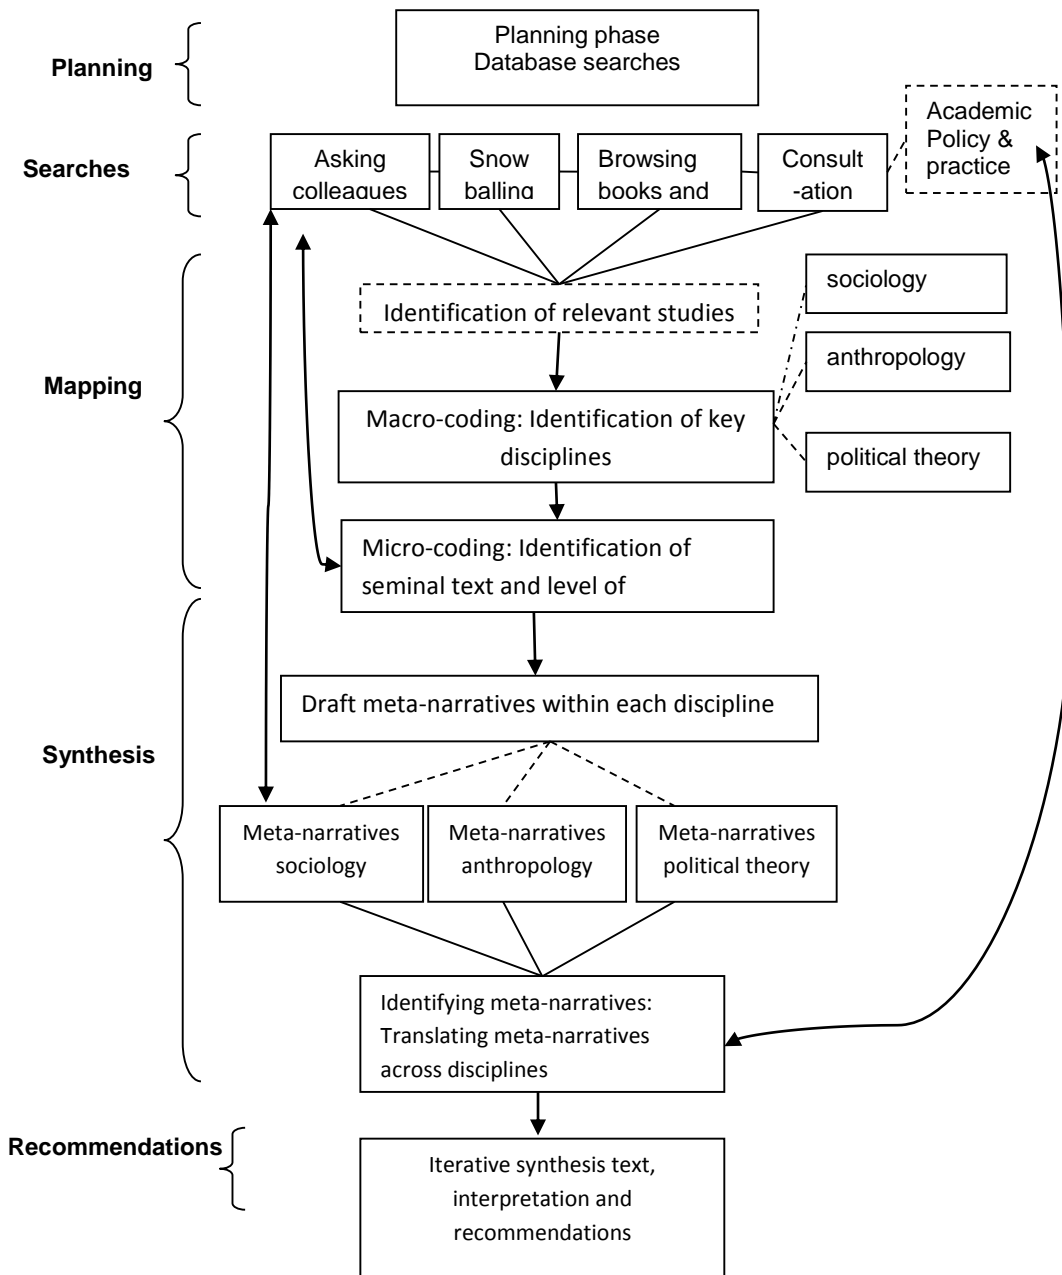 Planning
Planning phase
Database searches
Searches
Asking
colleagues
Snow
balling
Browsing
books and
Consult
-ation
Academic
Policy &
practice
Mapping
Identification of relevant studies
sociology
anthropology
political theory
Macro-coding: Identification of key
disciplines
Micro-coding: Identification of
seminal text and level of
Synthesis
Draft meta-narratives within each discipline
Meta-narratives
sociology
Meta-narratives
anthropology
Meta-narratives
political theory
Identifying meta-narratives:
Translating meta-narratives
across disciplines
Recommendations
Iterative synthesis text,
interpretation and
recommendations